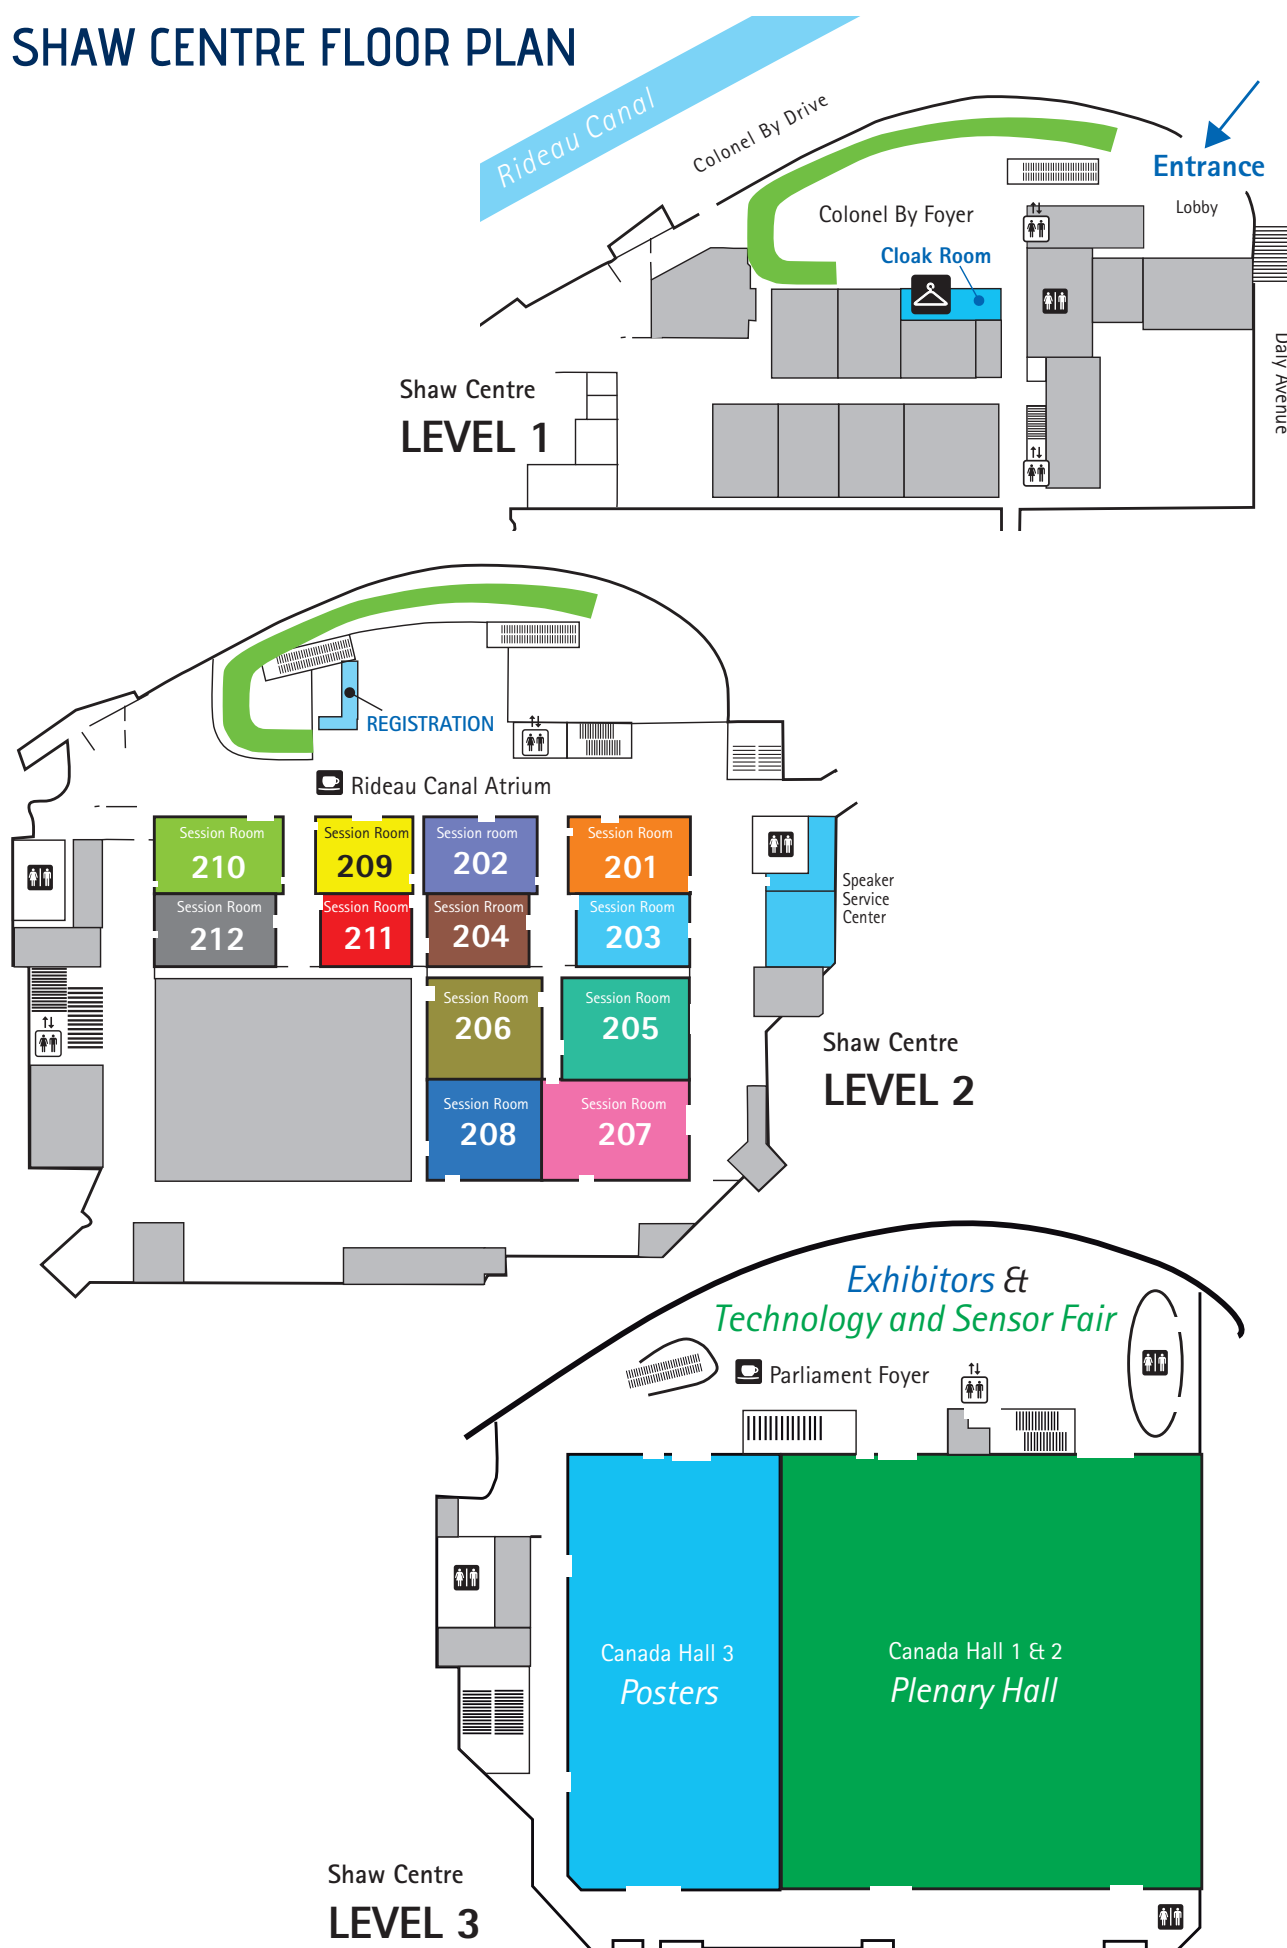 SHAW CENTRE FLOOR PLAN
Rideau Canal
Colonel By Drive
Entrance
Lobby
Colonel By Foyer
Cloak Room
Daly Avenue
Shaw Centre
LEVEL 1
REGISTRATION
Rideau Canal Atrium
Session Room
210
Session Room
209
Session room
202
Session Room
201
Session Room
212
Session Room
211
Session Rroom
204
Session Room
203
Speaker
Service
Center
Session Room
206
Session Room
205
Session Room
208
Session Room
207
Shaw Centre
LEVEL 2
Exhibitors &
Technology and Sensor Fair
Parliament Foyer
Canada Hall 3
Posters
Canada Hall 1 & 2
Plenary Hall
Shaw Centre
LEVEL 3